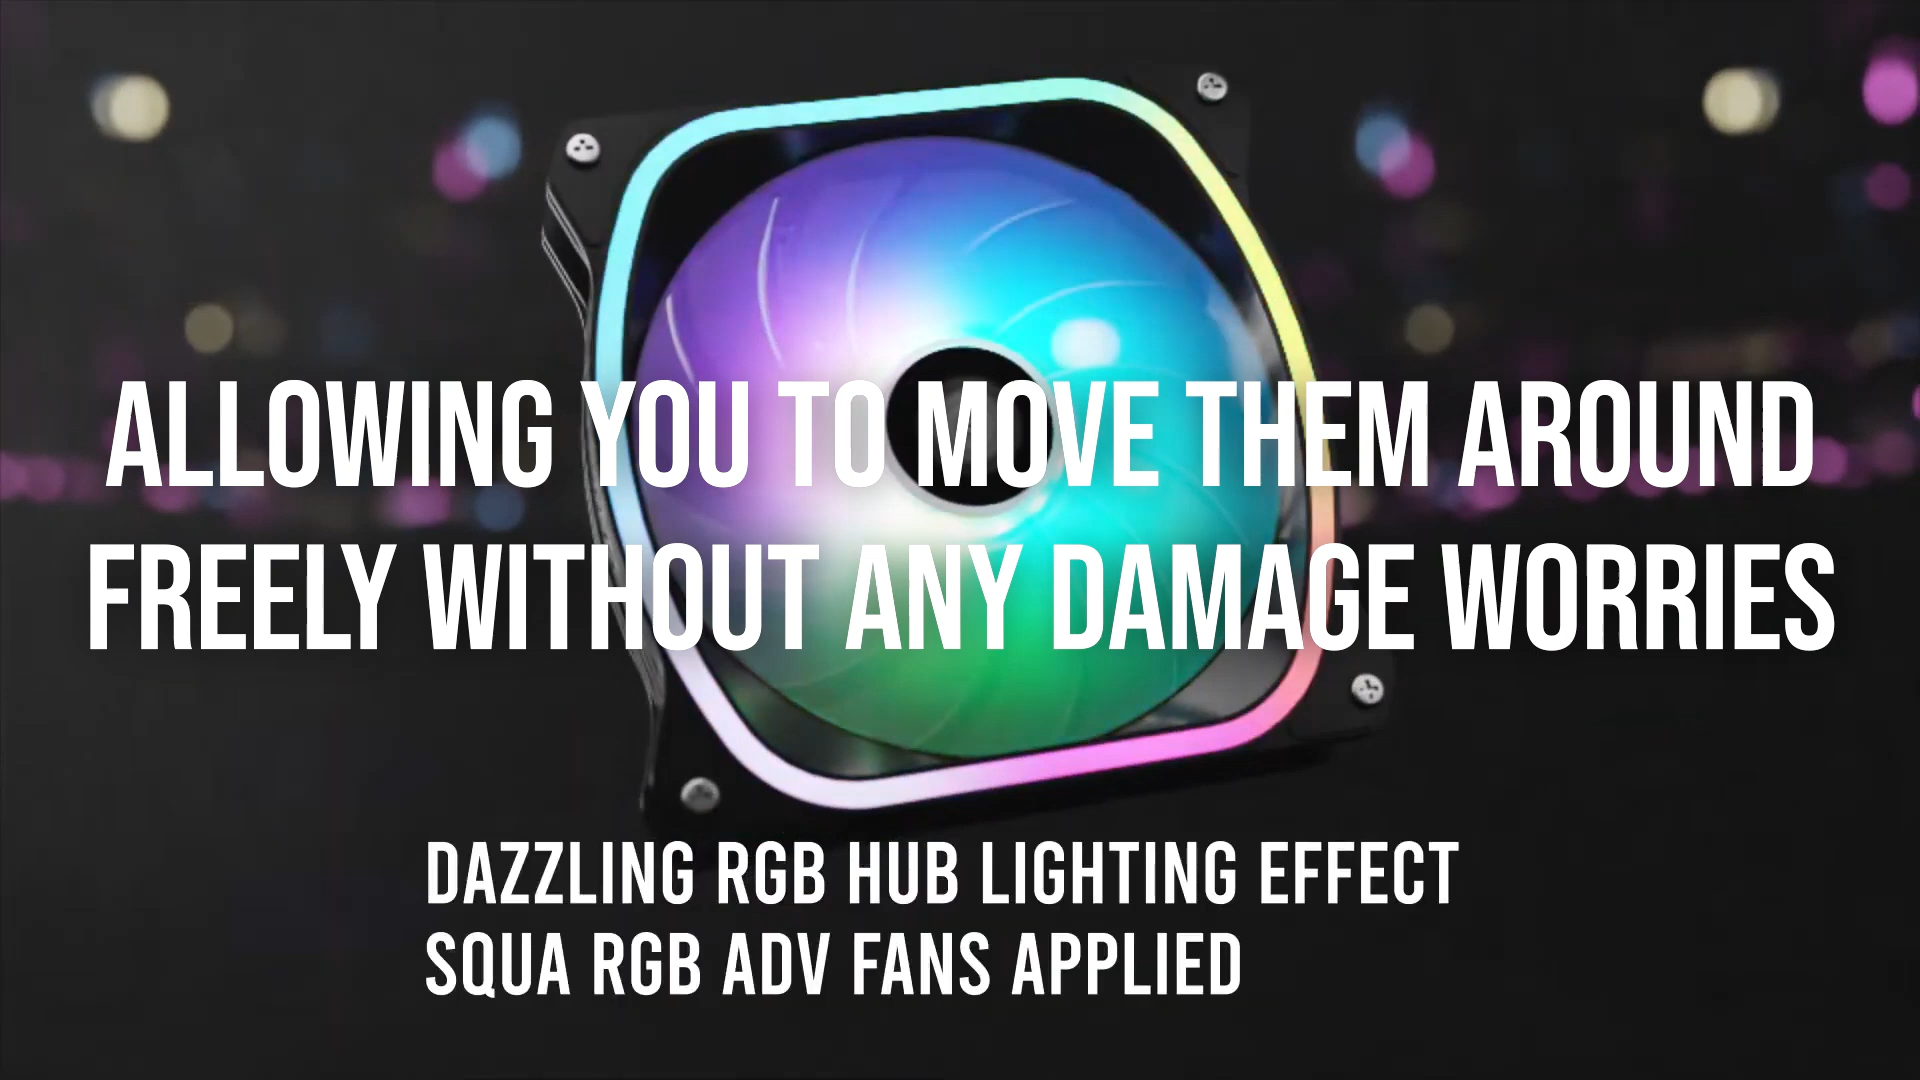 ALLOWING YOU TO MOVE THEM AROUND
FREELY WITHOUT ANY DAMAGE WORRIES
DAZZLING RGB HUB LIGHTING EFFECT
SQUA RGB ADV FANS APPLIED